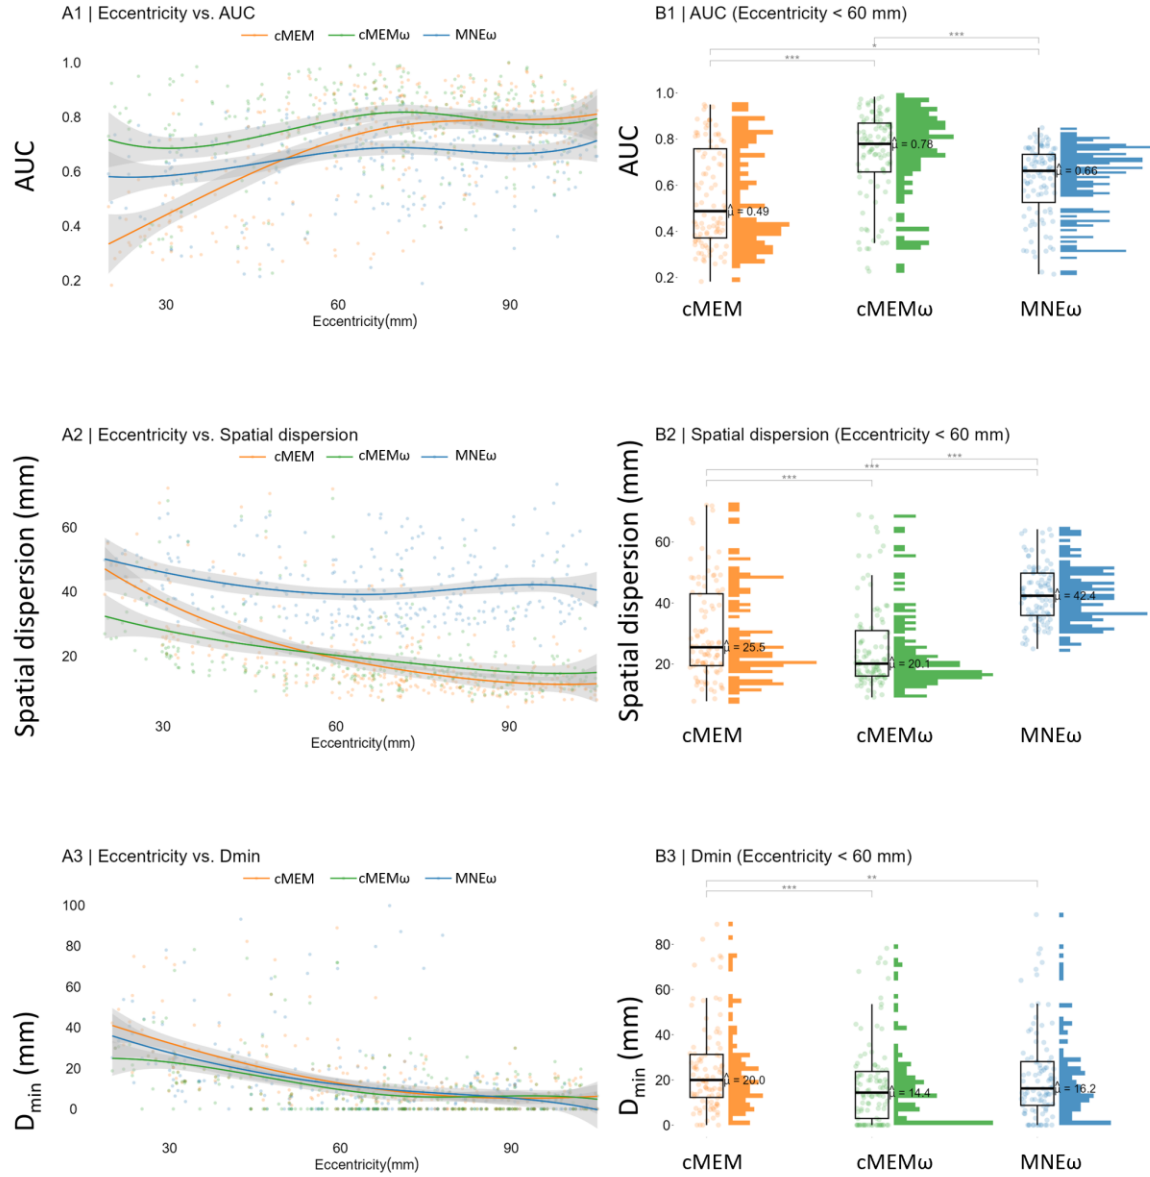 A1 | Eccentricity vs. AUC
cMEM
cMEMω
MNEω
1.0
0.8
0.6
0.4
0.2
AUC
30
60
90
Eccentricity(mm)
B1 | AUC (Eccentricity < 60 mm)
***
*
***
1.0
0.8
0.6
0.4
0.2
AUC
μ̂ = 0.49
μ̂ = 0.78
μ̂ = 0.66
cMEM
cMEMω
MNEω
A2 | Eccentricity vs. Spatial dispersion
cMEM
cMEMω
MNEω
60
40
20
Spatial dispersion (mm)
30
60
90
Eccentricity(mm)
B2 | Spatial dispersion (Eccentricity < 60 mm)
***
***
***
60
40
20
Spatial dispersion (mm)
μ̂ = 25.5
μ̂ = 20.1
μ̂ = 42.4
cMEM
cMEMω
MNEω
A3 | Eccentricity vs. Dmin
cMEM
cMEMω
MNEω
100
80
60
40
20
0
Dmin (mm)
30
60
90
Eccentricity(mm)
B3 | Dmin (Eccentricity < 60 mm)
**
***
80
60
40
20
0
Dmin (mm)
μ̂ = 20.0
μ̂ = 14.4
μ̂ = 16.2
cMEM
cMEMω
MNEω